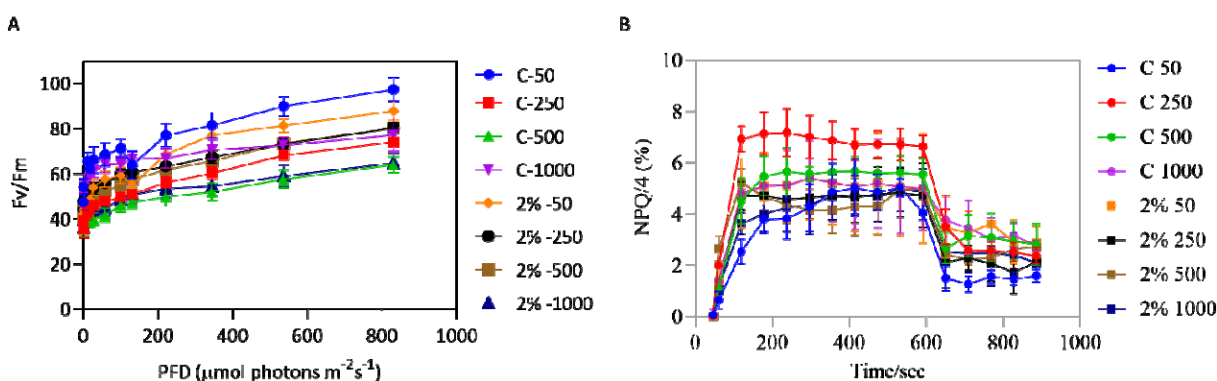 A
Fv/Fm
100
80
60
40
20
0
0 200 400 600 800 1000
PFD (µmol photons m⁻²s⁻¹)
C-50
C-250
C-500
C-1000
2% -50
2% -250
2% -500
2% -1000
B
NPQ/4 (%)
10
8
6
4
2
0
0 200 400 600 800 1000
Time/sec
C 50
C 250
C 500
C 1000
2% 50
2% 250
2% 500
2% 1000